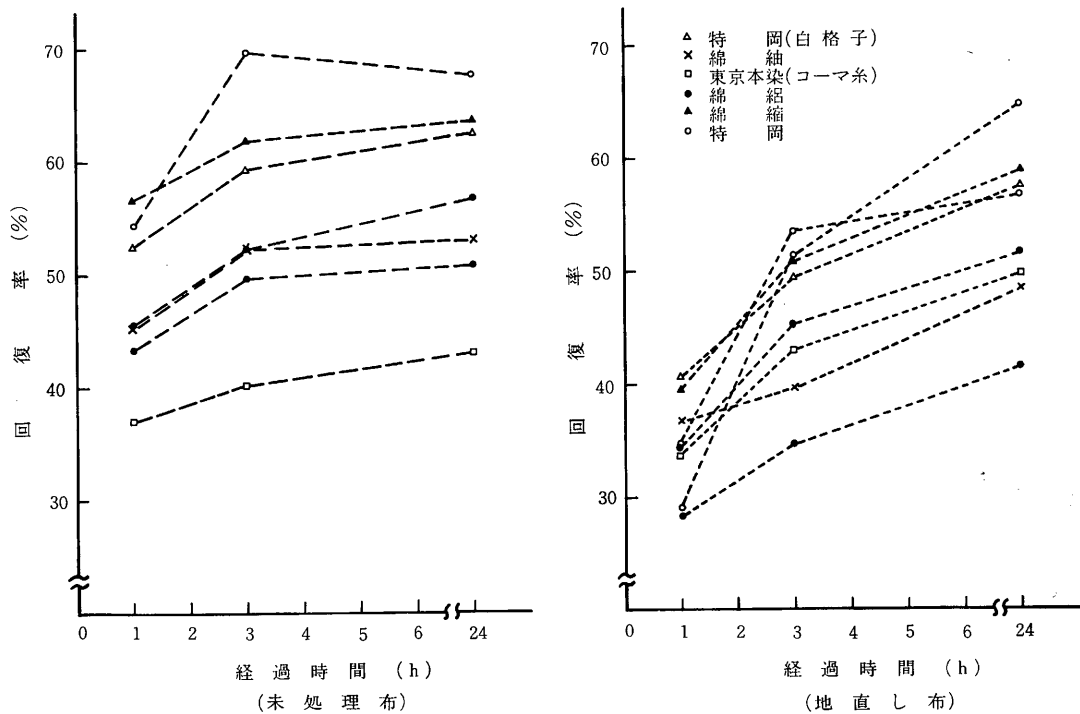 70
60
50
40
30
回復率 (%)
0 1 2 3 4 5 6 24
経過時間 (h)
(未処理布)
△ 特岡(白格子)
× 綿紬
□ 東京本染(コーマ糸)
● 綿絽
▲ 綿縮
○ 特岡
70
60
50
40
30
回復率 (%)
0 1 2 3 4 5 6 24
経過時間 (h)
(地直し布)